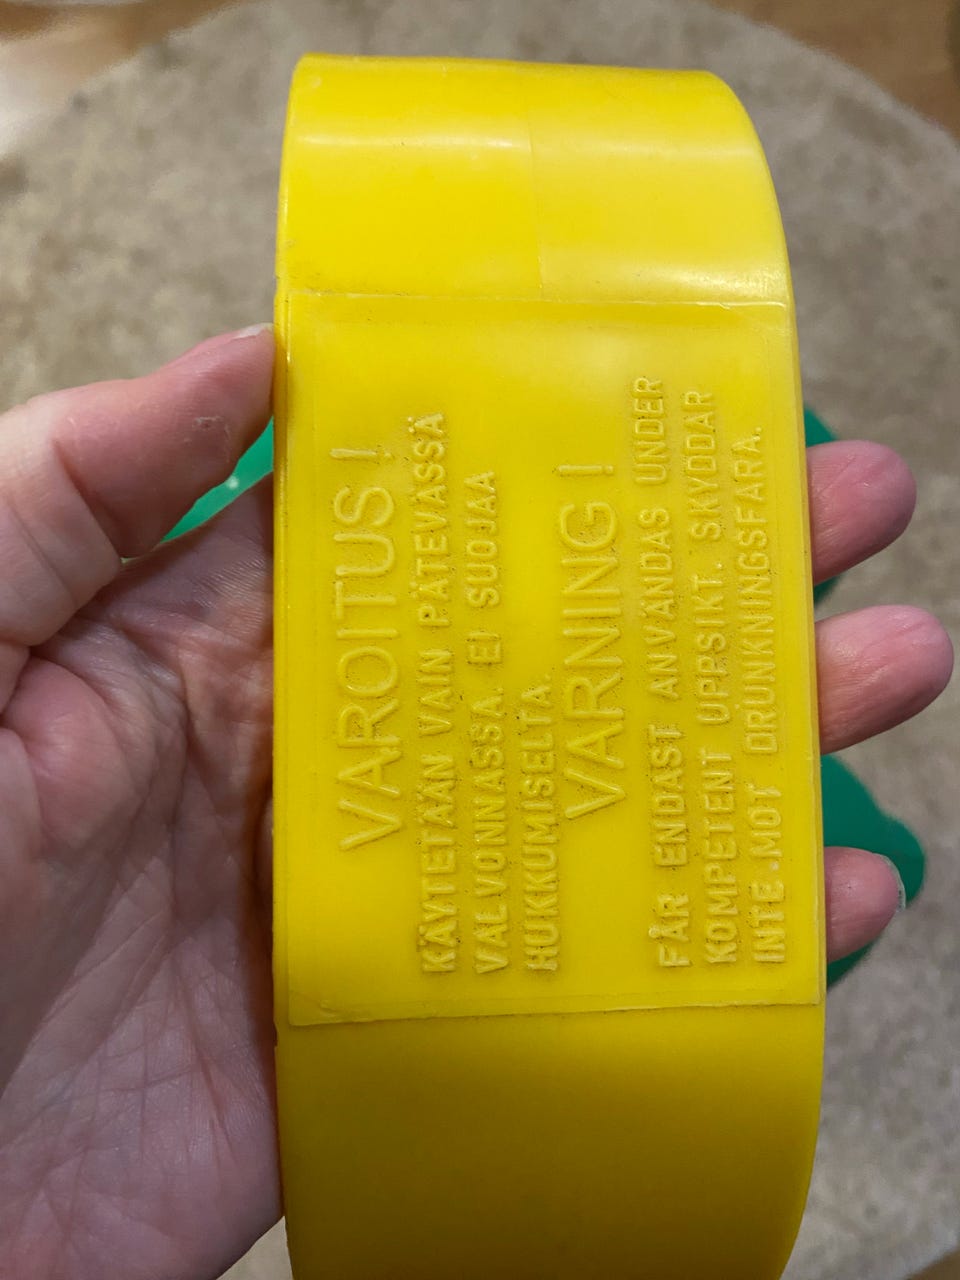 VAROITUS !
KÄYTETÄÄN VAIN PÄTEVÄSSÄ
VALVONNASSA. EI SUOJAA
HUKKUMISELTA.
VARNING !
FÅR ENDAST ANVÄNDAS UNDER
KOMPETENT UPPSIKT. SKYDDAR
INTE MOT DRUNKNINGSFARA.